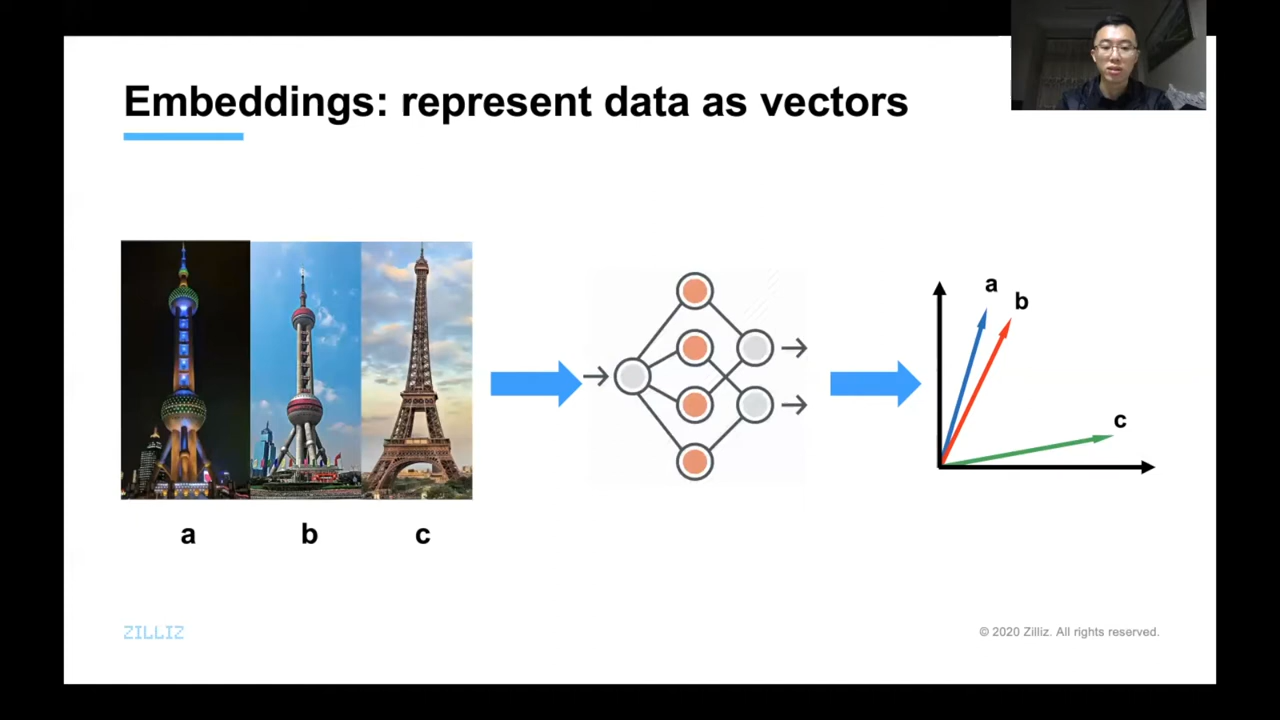 Embeddings: represent data as vectors
a
b
c
a
b
c
ZILLIZ
© 2020 Zilliz. All rights reserved.